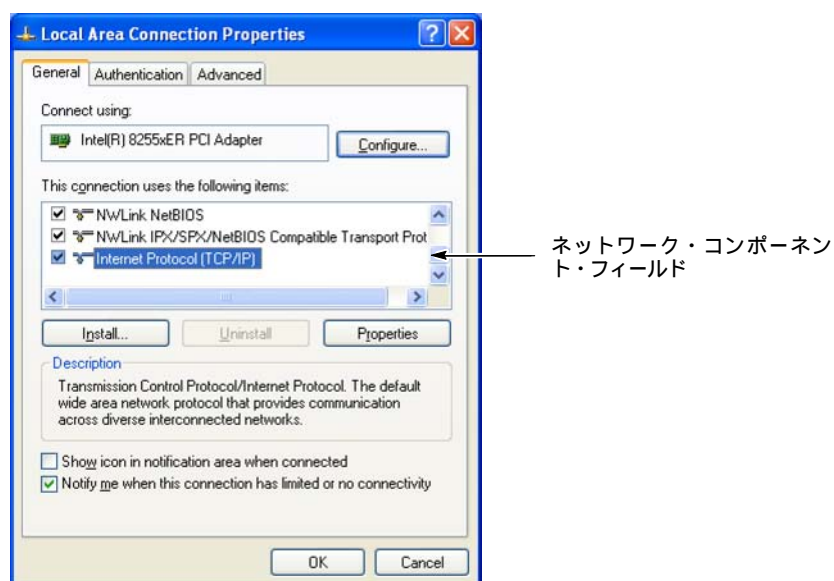 Local Area Connection Properties
General Authentication Advanced
Connect using:
Intel(R) 8255xER PCI Adapter
Configure...
This connection uses the following items:
NWLink NetBIOS
NWLink IPX/SPX/NetBIOS Compatible Transport Prot
Internet Protocol (TCP/IP)
ネットワーク・コンポーネン
ト・フィールド
Install... Uninstall Properties
Description
Transmission Control Protocol/Internet Protocol. The default
wide area network protocol that provides communication
across diverse interconnected networks.
Show icon in notification area when connected
Notify me when this connection has limited or no connectivity
OK Cancel